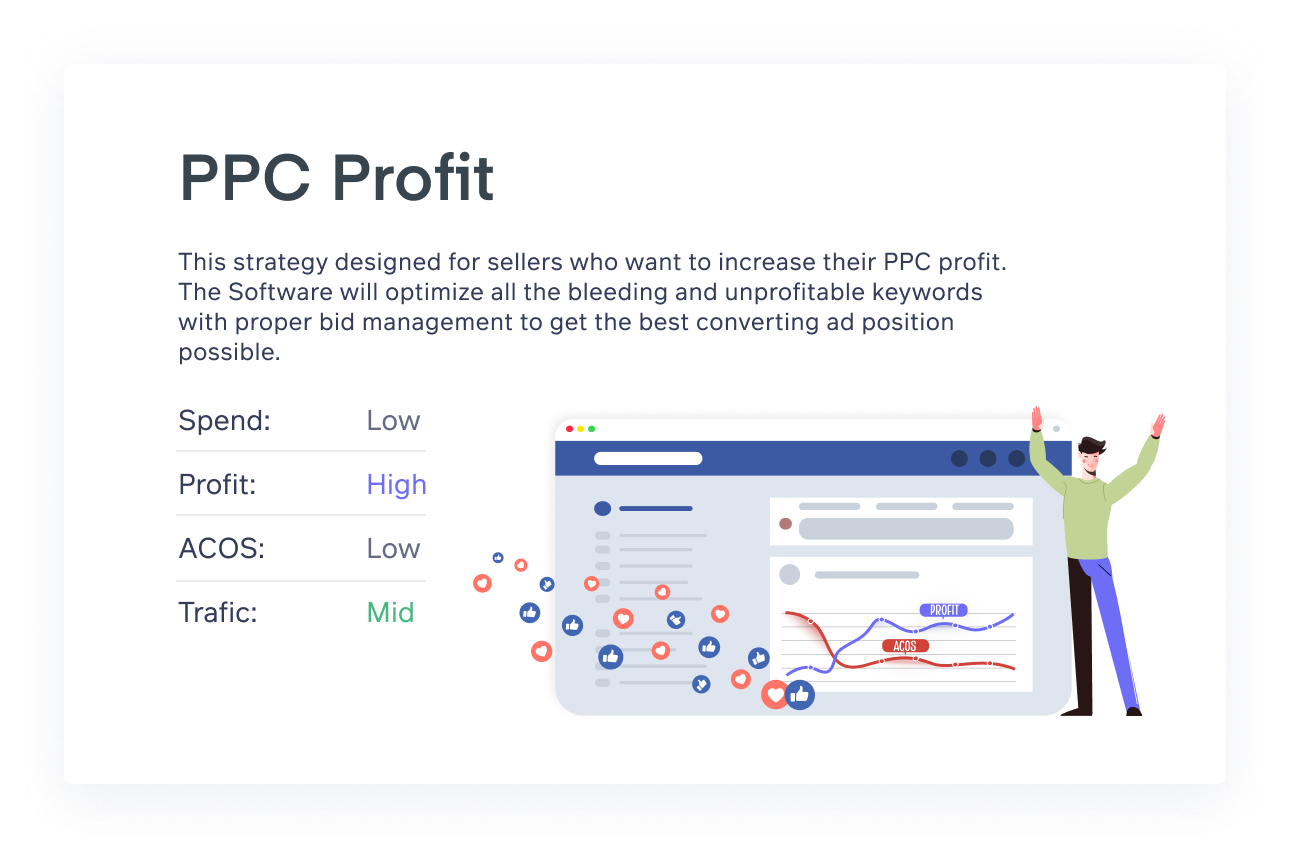 PPC Profit
This strategy designed for sellers who want to increase their PPC profit.
The Software will optimize all the bleeding and unprofitable keywords
with proper bid management to get the best converting ad position
possible.
Spend: Low
Profit: High
ACOS: Low
Trafic: Mid
PROFIT
ACOS